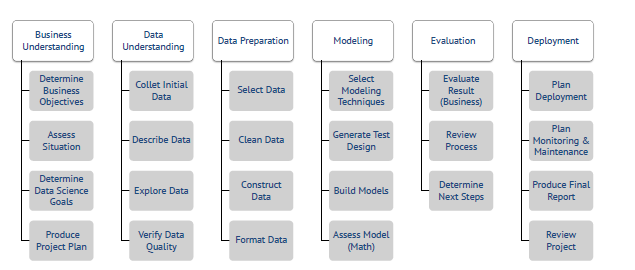 Business
Understanding
Determine
Business
Objectives
Assess
Situation
Determine
Data Science
Goals
Produce
Project Plan
Data
Understanding
Collet Initial
Data
Describe Data
Explore Data
Verify Data
Quality
Data Preparation
Select Data
Clean Data
Construct
Data
Format Data
Modeling
Select
Modeling
Techniques
Generate Test
Design
Build Models
Assess Model
(Math)
Evaluation
Evaluate
Result
(Business)
Review
Process
Determine
Next Steps
Deployment
Plan
Deployment
Plan
Monitoring &
Maintenance
Produce Final
Report
Review
Project